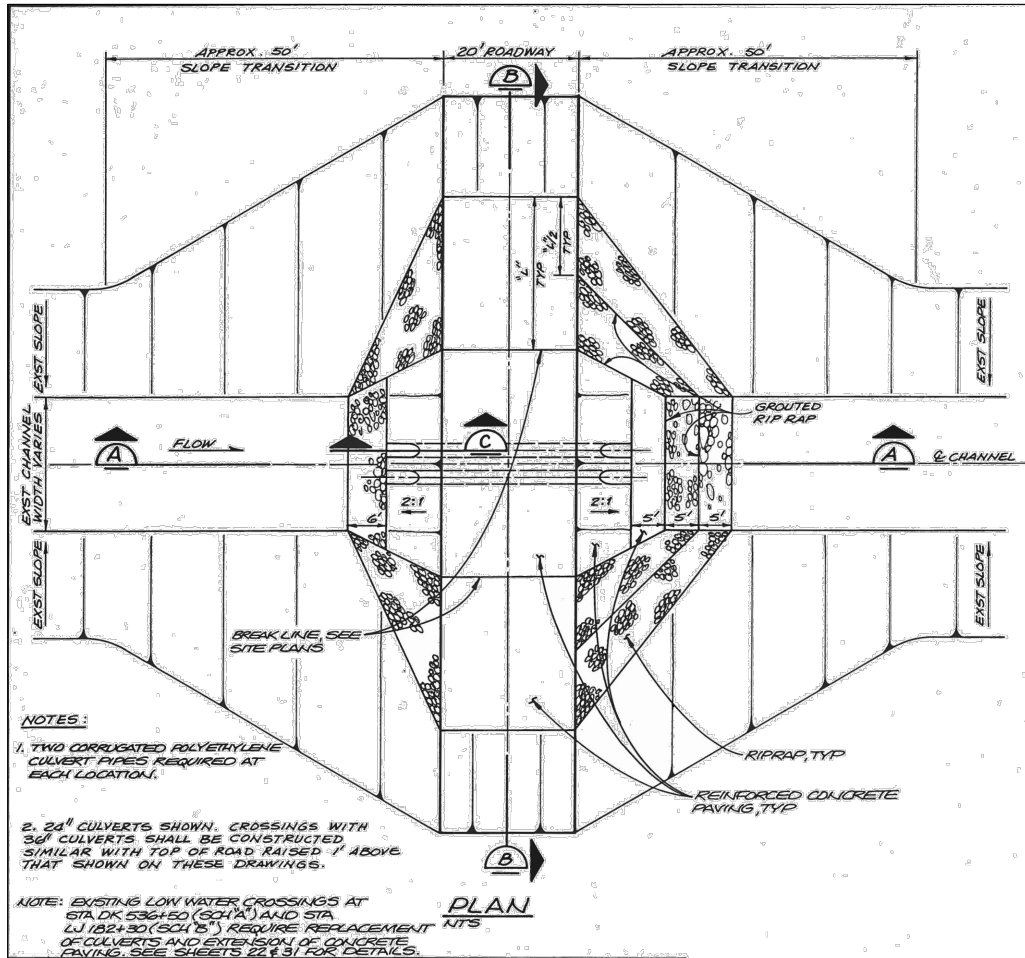 APPROX. 50'
SLOPE TRANSITION
20' ROADWAY
APPROX. 50'
SLOPE TRANSITION
B
"L"
TYP
"L"/2
TYP
EXST SLOPE
EXST SLOPE
EXST CHANNEL
WIDTH VARIES
A
FLOW
C
GROUTED
RIP RAP
A
℄ CHANNEL
2:1
2:1
6'
5'
5'
5'
EXST SLOPE
EXST SLOPE
BREAK LINE, SEE
SITE PLANS
NOTES:
1. TWO CORRUGATED POLYETHYLENE
CULVERT PIPES REQUIRED AT
EACH LOCATION.
RIPRAP, TYP
REINFORCED CONCRETE
PAVING, TYP
2. 24" CULVERTS SHOWN. CROSSINGS WITH
36" CULVERTS SHALL BE CONSTRUCTED
SIMILAR WITH TOP OF ROAD RAISED 1' ABOVE
THAT SHOWN ON THESE DRAWINGS.
B
NOTE: EXISTING LOW WATER CROSSINGS AT
STA DK 536+50 (SCH "A") AND STA
LJ 182+30 (SCH "B") REQUIRE REPLACEMENT
OF CULVERTS AND EXTENSION OF CONCRETE
PAVING. SEE SHEETS 22 & 31 FOR DETAILS.
PLAN
NTS